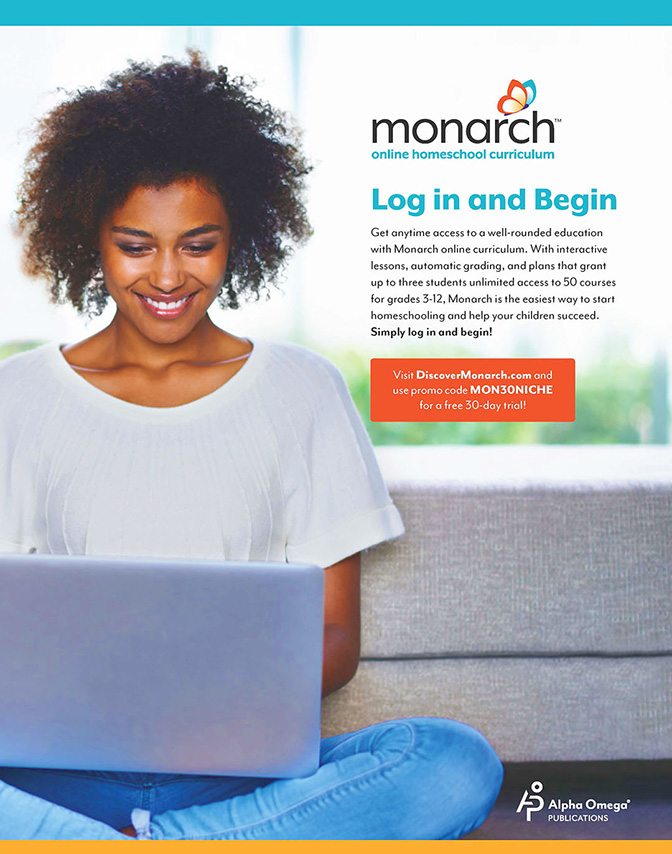 monarch™
online homeschool curriculum
Log in and Begin
Get anytime access to a well-rounded education
with Monarch online curriculum. With interactive
lessons, automatic grading, and plans that grant
up to three students unlimited access to 50 courses
for grades 3-12, Monarch is the easiest way to start
homeschooling and help your children succeed.
Simply log in and begin!
Visit DiscoverMonarch.com and
use promo code MON30NICHE
for a free 30-day trial!
Alpha Omega®
PUBLICATIONS